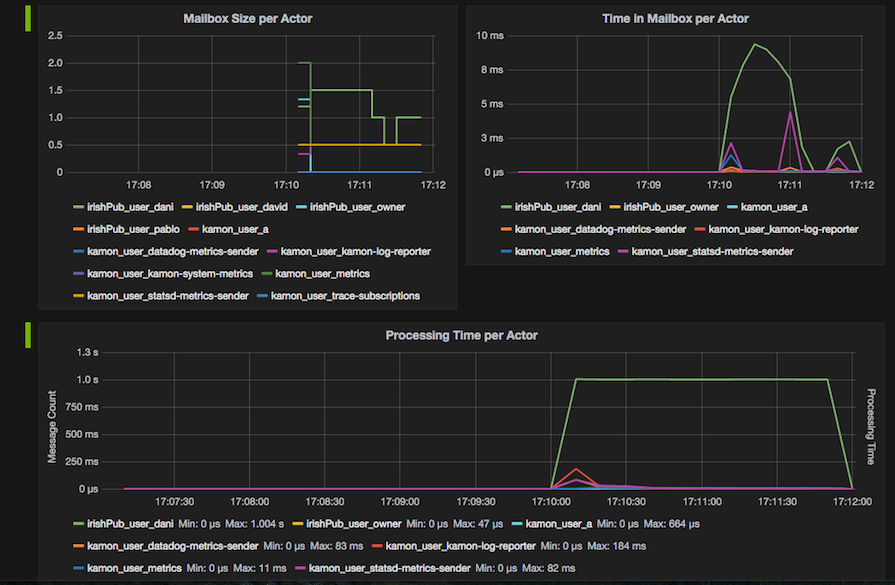 Mailbox Size per Actor
2.5
2.0
1.5
1.0
0.5
0
17:08 17:09 17:10 17:11 17:12
irishPub_user_dani irishPub_user_david irishPub_user_owner
irishPub_user_pablo kamon_user_a
kamon_user_datadog-metrics-sender kamon_user_kamon-log-reporter
kamon_user_kamon-system-metrics kamon_user_metrics
kamon_user_statsd-metrics-sender kamon_user_trace-subscriptions
Time in Mailbox per Actor
10 ms
8 ms
5 ms
3 ms
0 µs
17:08 17:09 17:10 17:11 17:12
irishPub_user_dani irishPub_user_owner kamon_user_a
kamon_user_datadog-metrics-sender kamon_user_kamon-log-reporter
kamon_user_metrics kamon_user_statsd-metrics-sender
Processing Time per Actor
Message Count
1.3 s
1.0 s
750 ms
500 ms
250 ms
0 µs
Processing Time
17:07:30 17:08:00 17:08:30 17:09:00 17:09:30 17:10:00 17:10:30 17:11:00 17:11:30 17:12:00
irishPub_user_dani Min: 0 µs Max: 1.004 s irishPub_user_owner Min: 0 µs Max: 47 µs kamon_user_a Min: 0 µs Max: 664 µs
kamon_user_datadog-metrics-sender Min: 0 µs Max: 83 ms kamon_user_kamon-log-reporter Min: 0 µs Max: 184 ms
kamon_user_metrics Min: 0 µs Max: 11 ms kamon_user_statsd-metrics-sender Min: 0 µs Max: 82 ms